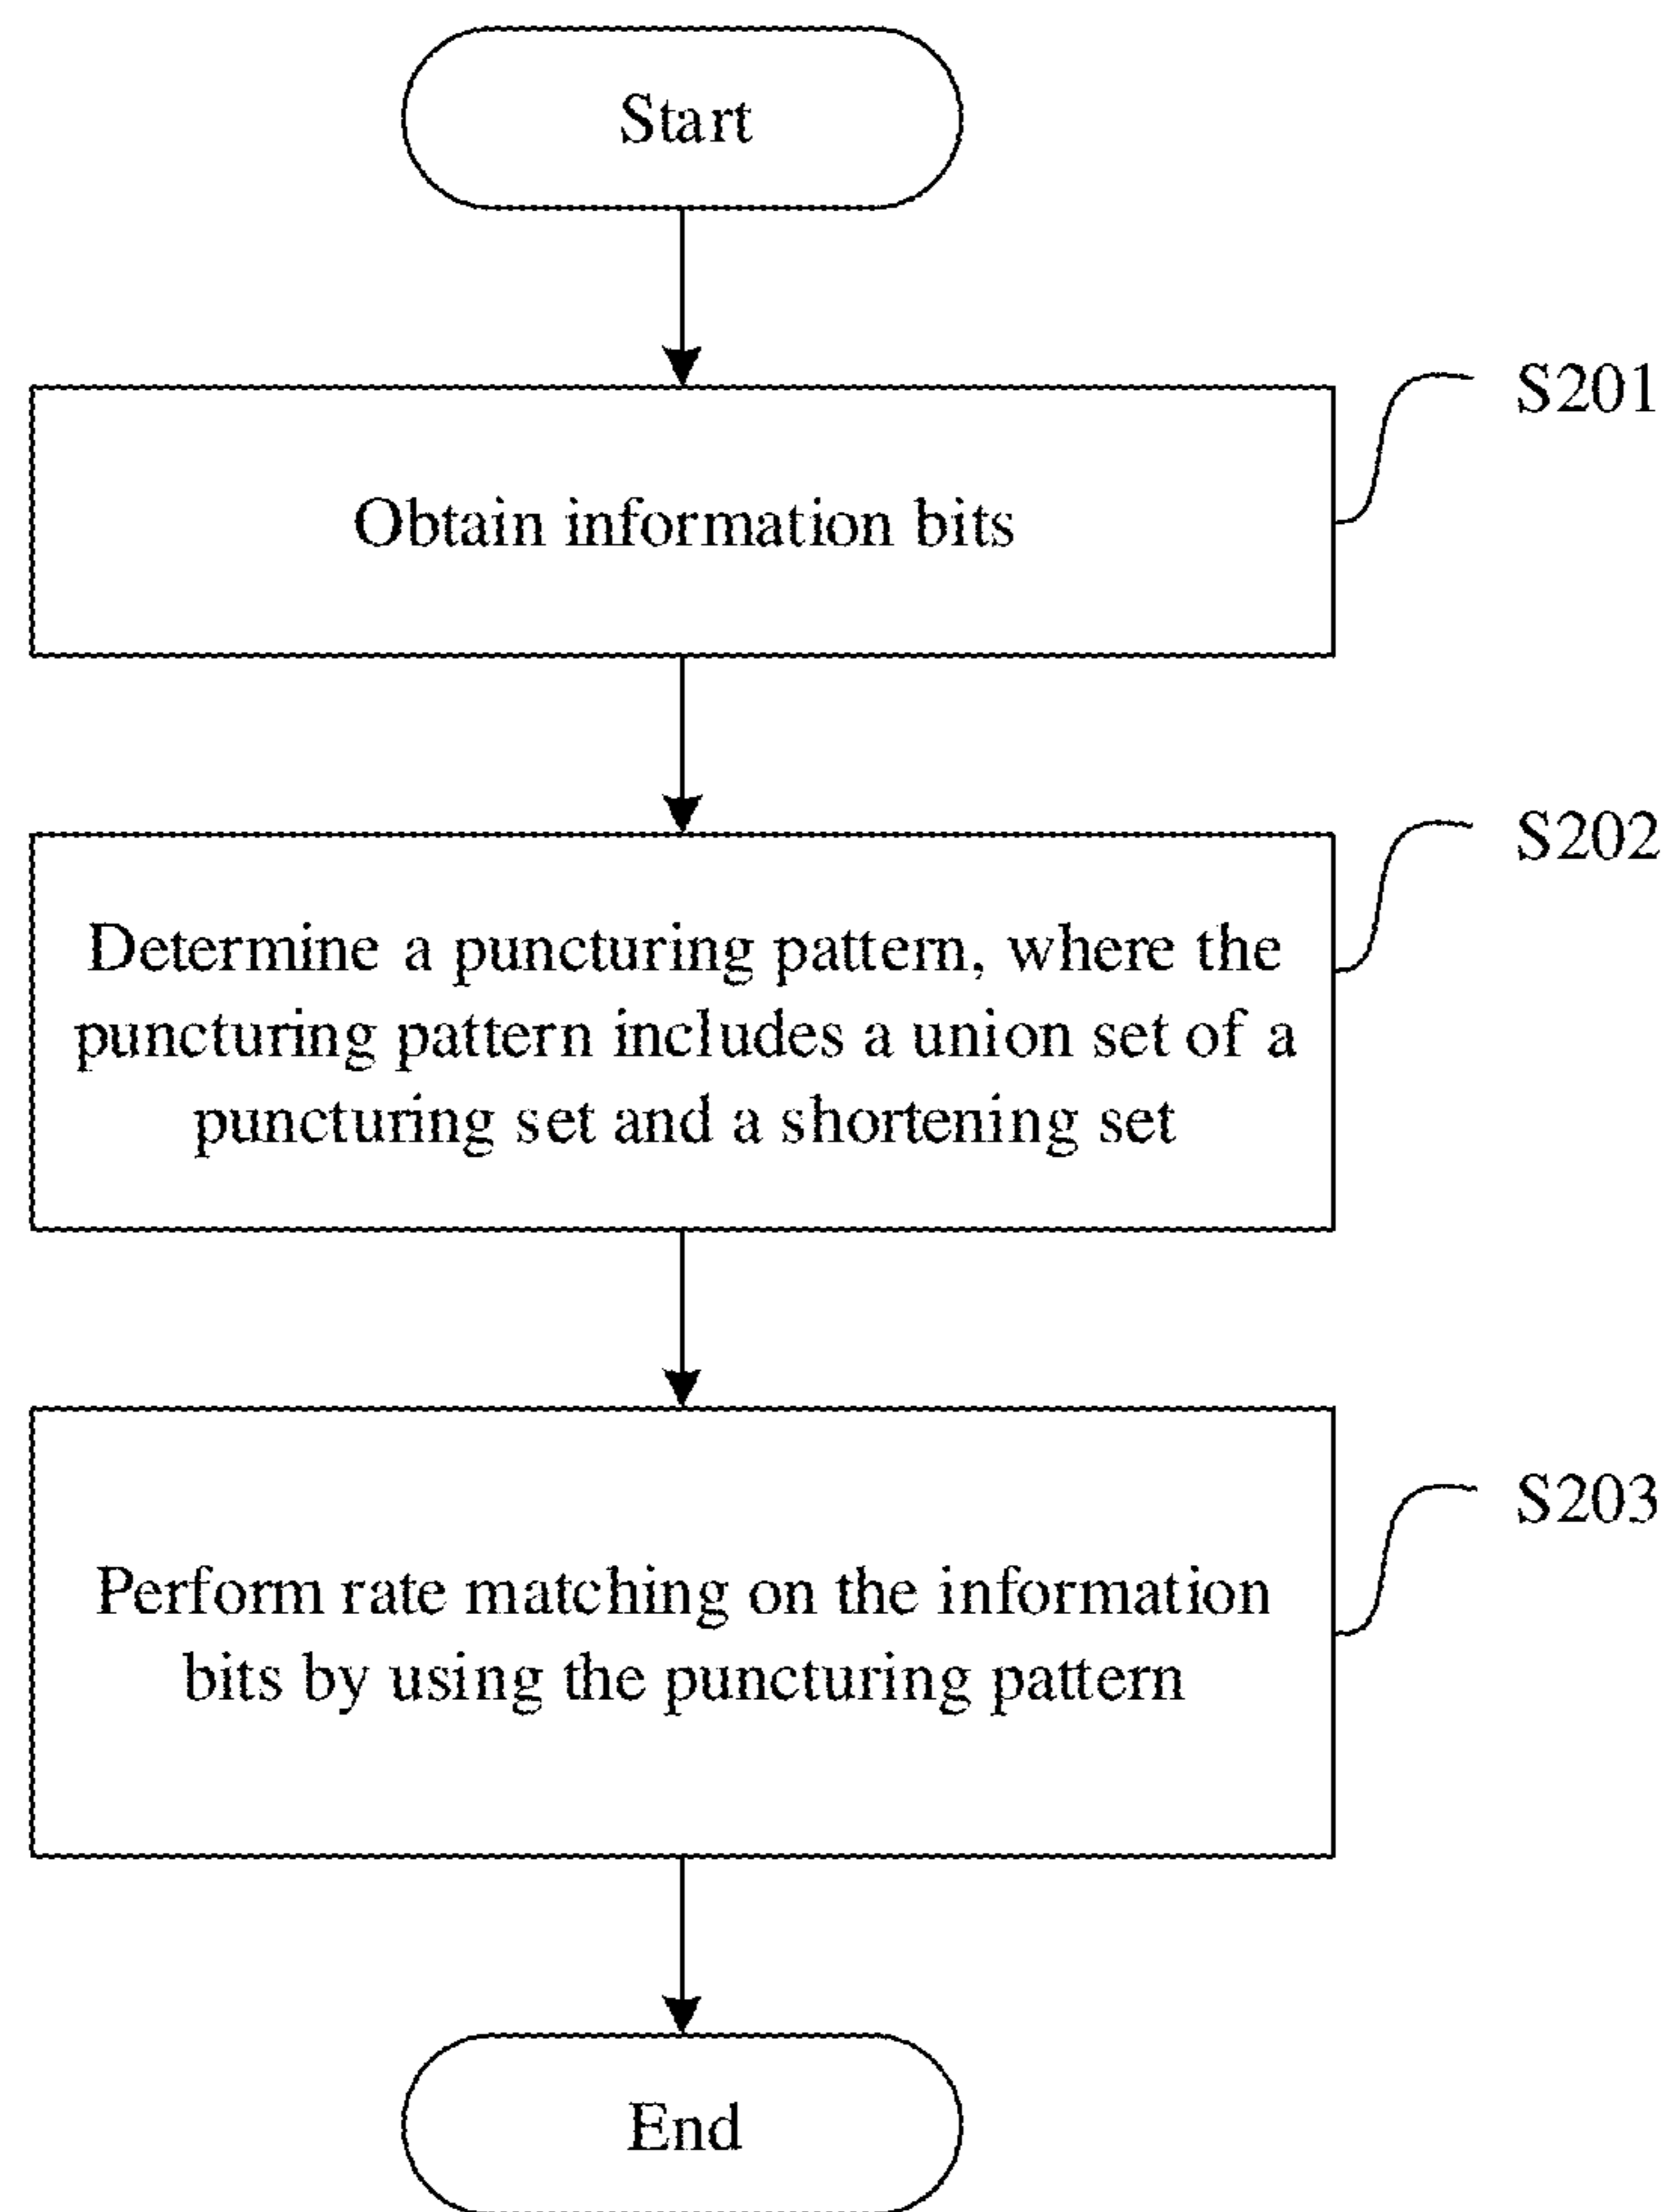 Start
S201
Obtain information bits
S202
Determine a puncturing pattern, where the
puncturing pattern includes a union set of a
puncturing set and a shortening set
S203
Perform rate matching on the information
bits by using the puncturing pattern
End